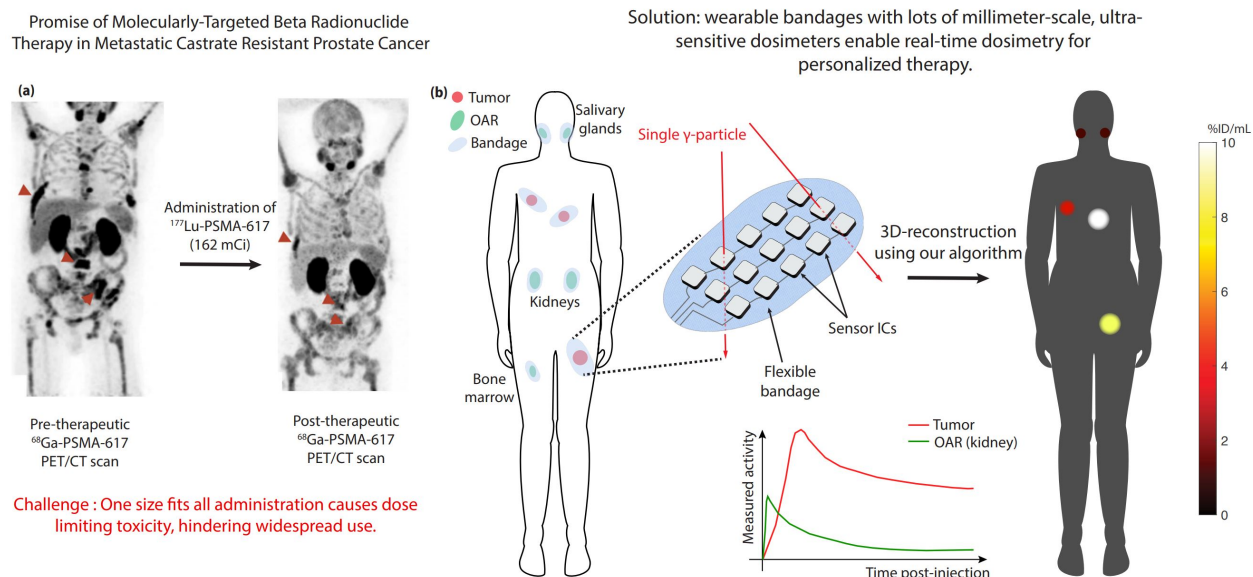 Promise of Molecularly-Targeted Beta Radionuclide
Therapy in Metastatic Castrate Resistant Prostate Cancer
(a)
Administration of
¹⁷⁷Lu-PSMA-617
(162 mCi)
Pre-therapeutic
⁶⁸Ga-PSMA-617
PET/CT scan
Post-therapeutic
⁶⁸Ga-PSMA-617
PET/CT scan
Challenge : One size fits all administration causes dose
limiting toxicity, hindering widespread use.
Solution: wearable bandages with lots of millimeter-scale, ultra-
sensitive dosimeters enable real-time dosimetry for
personalized therapy.
(b)
Tumor
OAR
Bandage
Salivary
glands
Kidneys
Bone
marrow
Single γ-particle
Sensor ICs
Flexible
bandage
3D-reconstruction
using our algorithm
Measured activity
Time post-injection
Tumor
OAR (kidney)
%ID/mL
10
8
6
4
2
0